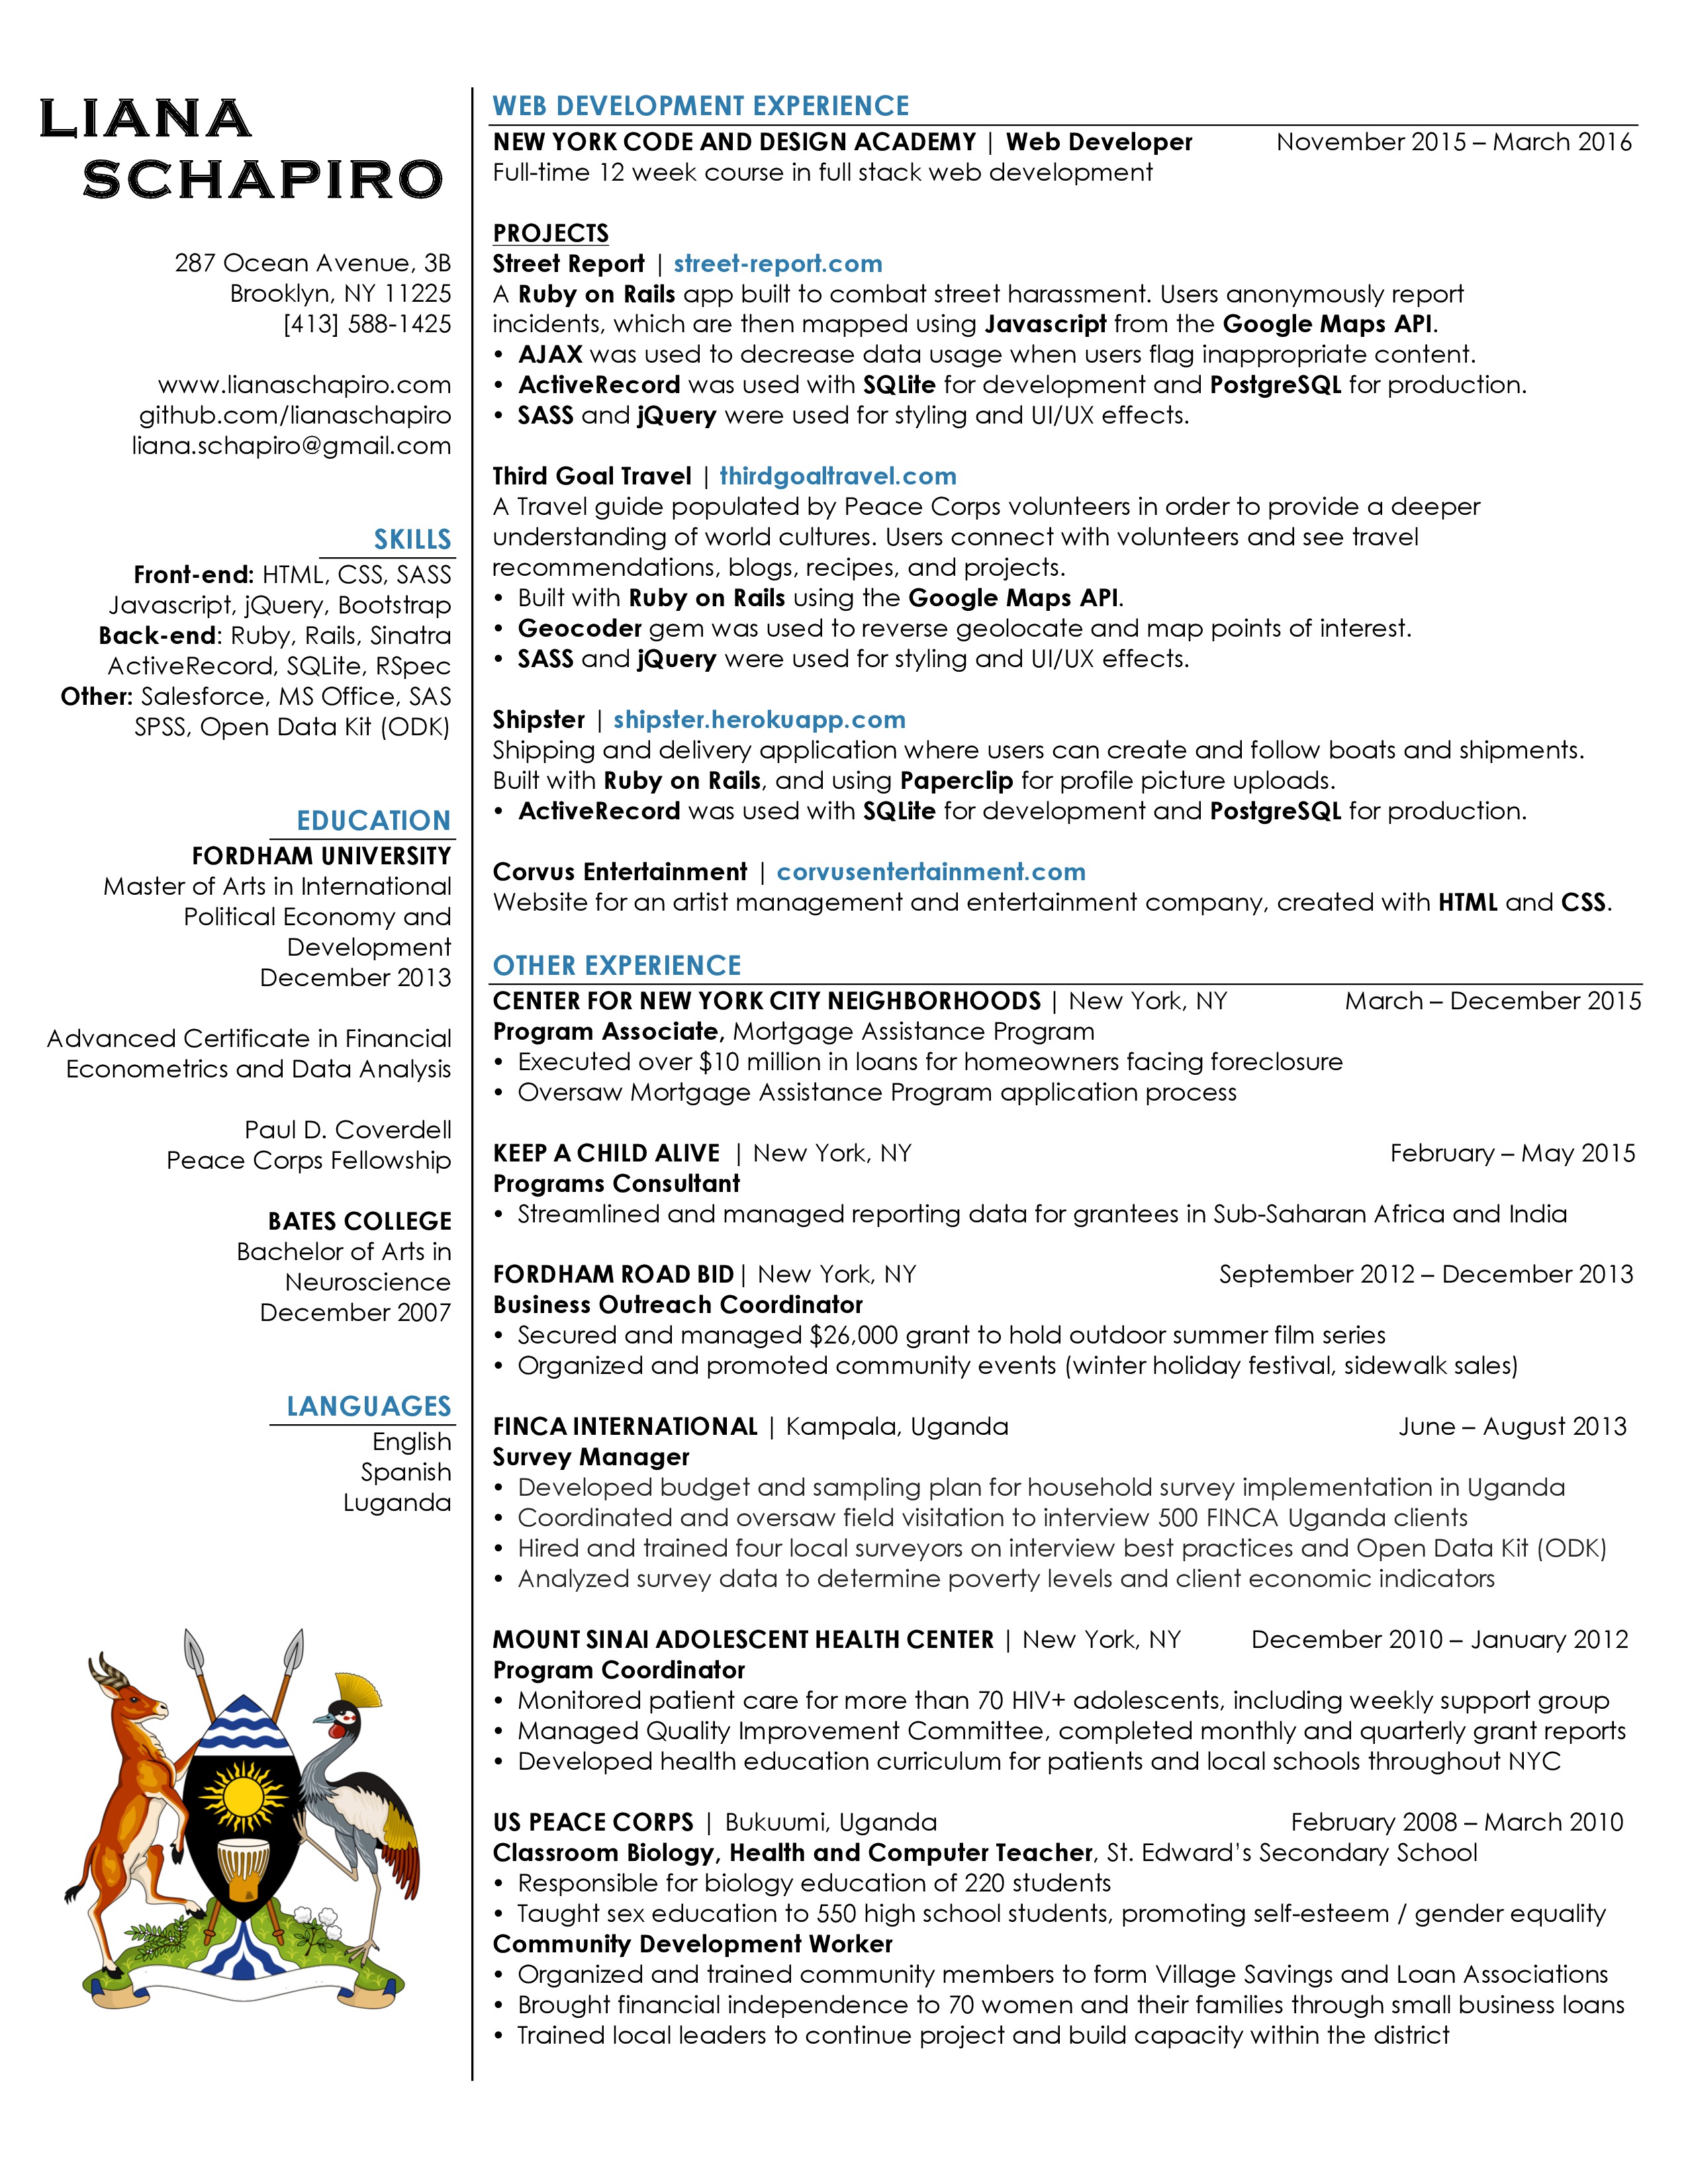 LIANA
SCHAPIRO
287 Ocean Avenue, 3B
Brooklyn, NY 11225
[413] 588-1425
www.lianaschapiro.com
github.com/lianaschapiro
liana.schapiro@gmail.com
SKILLS
Front-end: HTML, CSS, SASS
Javascript, jQuery, Bootstrap
Back-end: Ruby, Rails, Sinatra
ActiveRecord, SQLite, RSpec
Other: Salesforce, MS Office, SAS
SPSS, Open Data Kit (ODK)
EDUCATION
FORDHAM UNIVERSITY
Master of Arts in International
Political Economy and
Development
December 2013
Advanced Certificate in Financial
Econometrics and Data Analysis
Paul D. Coverdell
Peace Corps Fellowship
BATES COLLEGE
Bachelor of Arts in
Neuroscience
December 2007
LANGUAGES
English
Spanish
Luganda
WEB DEVELOPMENT EXPERIENCE
NEW YORK CODE AND DESIGN ACADEMY | Web Developer November 2015 – March 2016
Full-time 12 week course in full stack web development
PROJECTS
Street Report | street-report.com
A Ruby on Rails app built to combat street harassment. Users anonymously report
incidents, which are then mapped using Javascript from the Google Maps API.
• AJAX was used to decrease data usage when users flag inappropriate content.
• ActiveRecord was used with SQLite for development and PostgreSQL for production.
• SASS and jQuery were used for styling and UI/UX effects.
Third Goal Travel | thirdgoaltravel.com
A Travel guide populated by Peace Corps volunteers in order to provide a deeper
understanding of world cultures. Users connect with volunteers and see travel
recommendations, blogs, recipes, and projects.
• Built with Ruby on Rails using the Google Maps API.
• Geocoder gem was used to reverse geolocate and map points of interest.
• SASS and jQuery were used for styling and UI/UX effects.
Shipster | shipster.herokuapp.com
Shipping and delivery application where users can create and follow boats and shipments.
Built with Ruby on Rails, and using Paperclip for profile picture uploads.
• ActiveRecord was used with SQLite for development and PostgreSQL for production.
Corvus Entertainment | corvusentertainment.com
Website for an artist management and entertainment company, created with HTML and CSS.
OTHER EXPERIENCE
CENTER FOR NEW YORK CITY NEIGHBORHOODS | New York, NY March – December 2015
Program Associate, Mortgage Assistance Program
• Executed over $10 million in loans for homeowners facing foreclosure
• Oversaw Mortgage Assistance Program application process
KEEP A CHILD ALIVE | New York, NY February – May 2015
Programs Consultant
• Streamlined and managed reporting data for grantees in Sub-Saharan Africa and India
FORDHAM ROAD BID | New York, NY September 2012 – December 2013
Business Outreach Coordinator
• Secured and managed $26,000 grant to hold outdoor summer film series
• Organized and promoted community events (winter holiday festival, sidewalk sales)
FINCA INTERNATIONAL | Kampala, Uganda June – August 2013
Survey Manager
• Developed budget and sampling plan for household survey implementation in Uganda
• Coordinated and oversaw field visitation to interview 500 FINCA Uganda clients
• Hired and trained four local surveyors on interview best practices and Open Data Kit (ODK)
• Analyzed survey data to determine poverty levels and client economic indicators
MOUNT SINAI ADOLESCENT HEALTH CENTER | New York, NY December 2010 – January 2012
Program Coordinator
• Monitored patient care for more than 70 HIV+ adolescents, including weekly support group
• Managed Quality Improvement Committee, completed monthly and quarterly grant reports
• Developed health education curriculum for patients and local schools throughout NYC
US PEACE CORPS | Bukuumi, Uganda February 2008 – March 2010
Classroom Biology, Health and Computer Teacher, St. Edward's Secondary School
• Responsible for biology education of 220 students
• Taught sex education to 550 high school students, promoting self-esteem / gender equality
Community Development Worker
• Organized and trained community members to form Village Savings and Loan Associations
• Brought financial independence to 70 women and their families through small business loans
• Trained local leaders to continue project and build capacity within the district